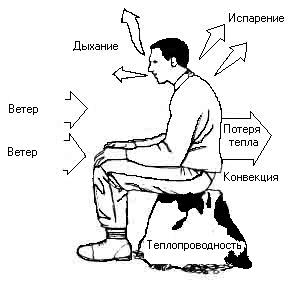 Испарение
Дыхание
Ветер
Потеря
тепла
Ветер
Конвекция
Теплопроводность